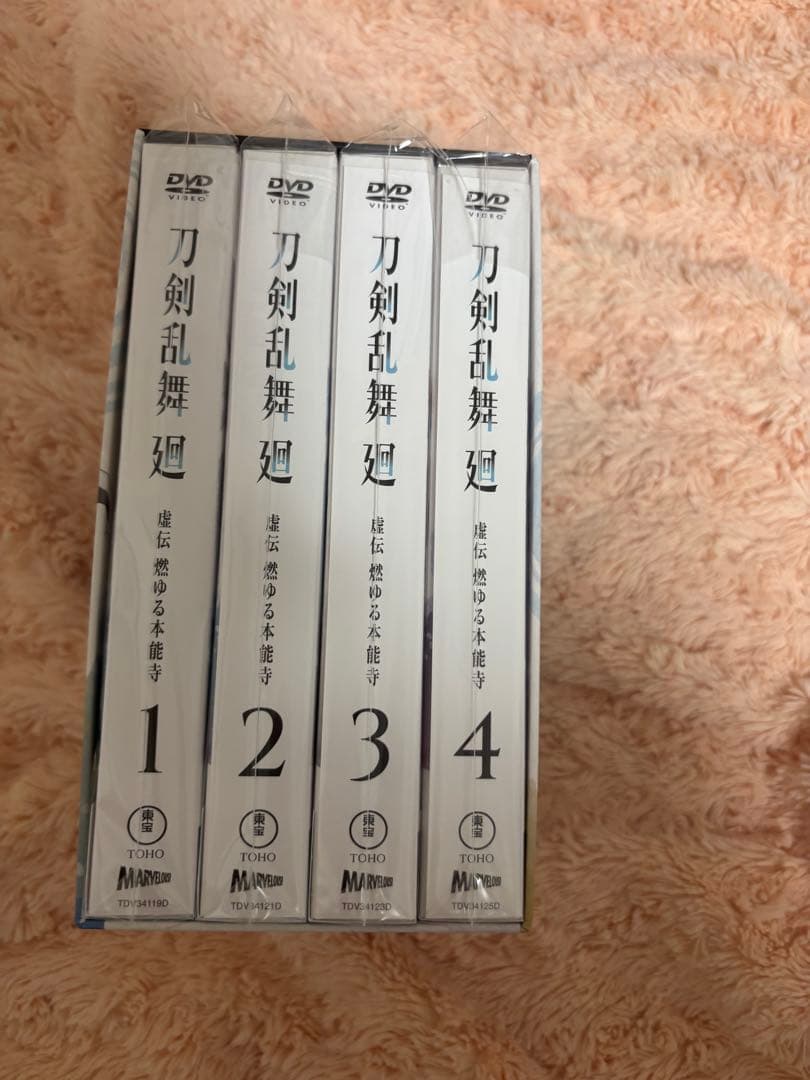 DVD
VIDEO
刀剣乱舞 廻
虚伝 燃ゆる本能寺
1
東宝
TOHO
MARVELOUS!
TDV34119D
DVD
VIDEO
刀剣乱舞 廻
虚伝 燃ゆる本能寺
2
東宝
TOHO
MARVELOUS!
TDV34121D
DVD
VIDEO
刀剣乱舞 廻
虚伝 燃ゆる本能寺
3
東宝
TOHO
MARVELOUS!
TDV34123D
DVD
VIDEO
刀剣乱舞 廻
虚伝 燃ゆる本能寺
4
東宝
TOHO
MARVELOUS!
TDV34125D